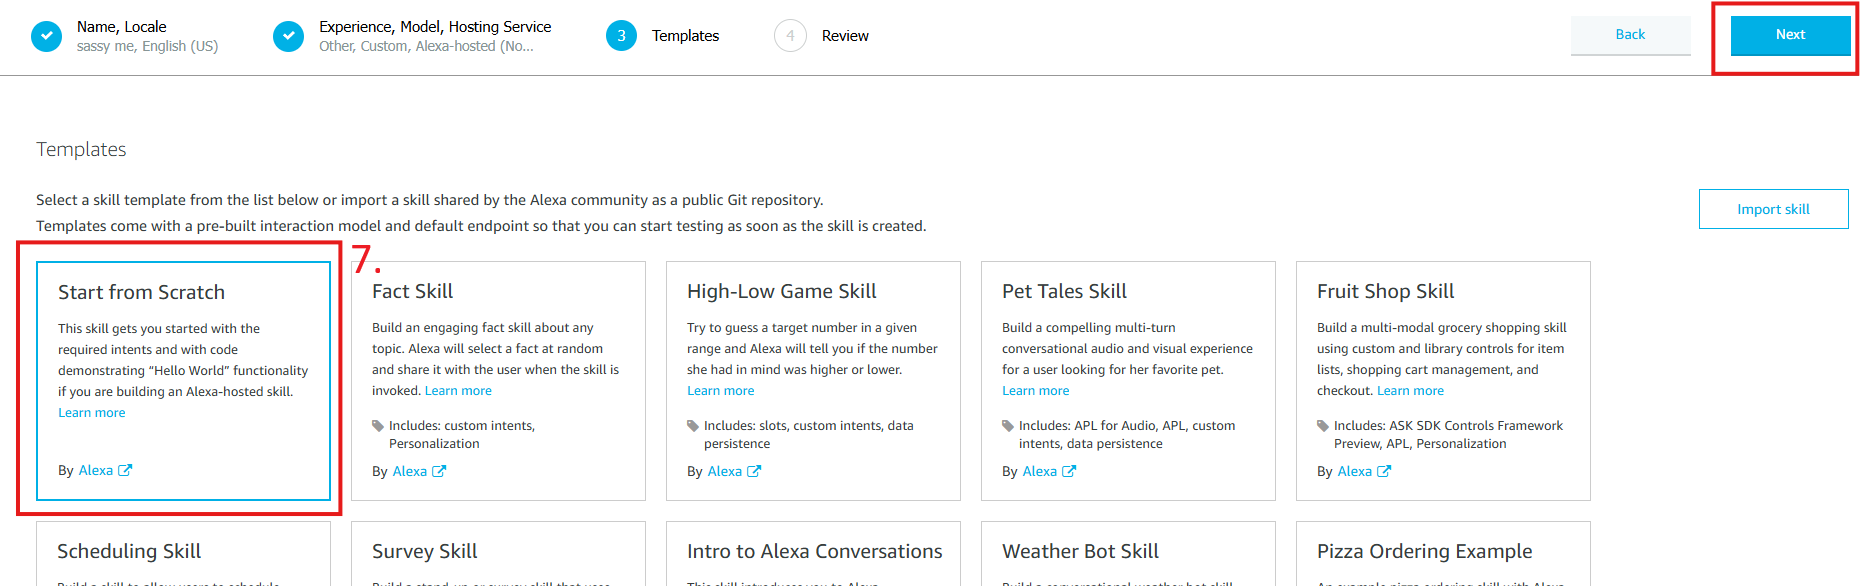 Name, Locale
sassy me, English (US)
Experience, Model, Hosting Service
Other, Custom, Alexa-hosted (No...
3 Templates
4 Review
Back
Next
Templates
Select a skill template from the list below or import a skill shared by the Alexa community as a public Git repository.
Templates come with a pre-built interaction model and default endpoint so that you can start testing as soon as the skill is created.
Import skill
7.
Start from Scratch
This skill gets you started with the
required intents and with code
demonstrating “Hello World” functionality
if you are building an Alexa-hosted skill.
Learn more
By Alexa
Fact Skill
Build an engaging fact skill about any
topic. Alexa will select a fact at random
and share it with the user when the skill is
invoked. Learn more
Includes: custom intents,
Personalization
By Alexa
High-Low Game Skill
Try to guess a target number in a given
range and Alexa will tell you if the number
she had in mind was higher or lower.
Learn more
Includes: slots, custom intents, data
persistence
By Alexa
Pet Tales Skill
Build a compelling multi-turn
conversational audio and visual experience
for a user looking for her favorite pet.
Learn more
Includes: APL for Audio, APL, custom
intents, data persistence
By Alexa
Fruit Shop Skill
Build a multi-modal grocery shopping skill
using custom and library controls for item
lists, shopping cart management, and
checkout. Learn more
Includes: ASK SDK Controls Framework
Preview, APL, Personalization
By Alexa
Scheduling Skill
Survey Skill
Intro to Alexa Conversations
Weather Bot Skill
Pizza Ordering Example